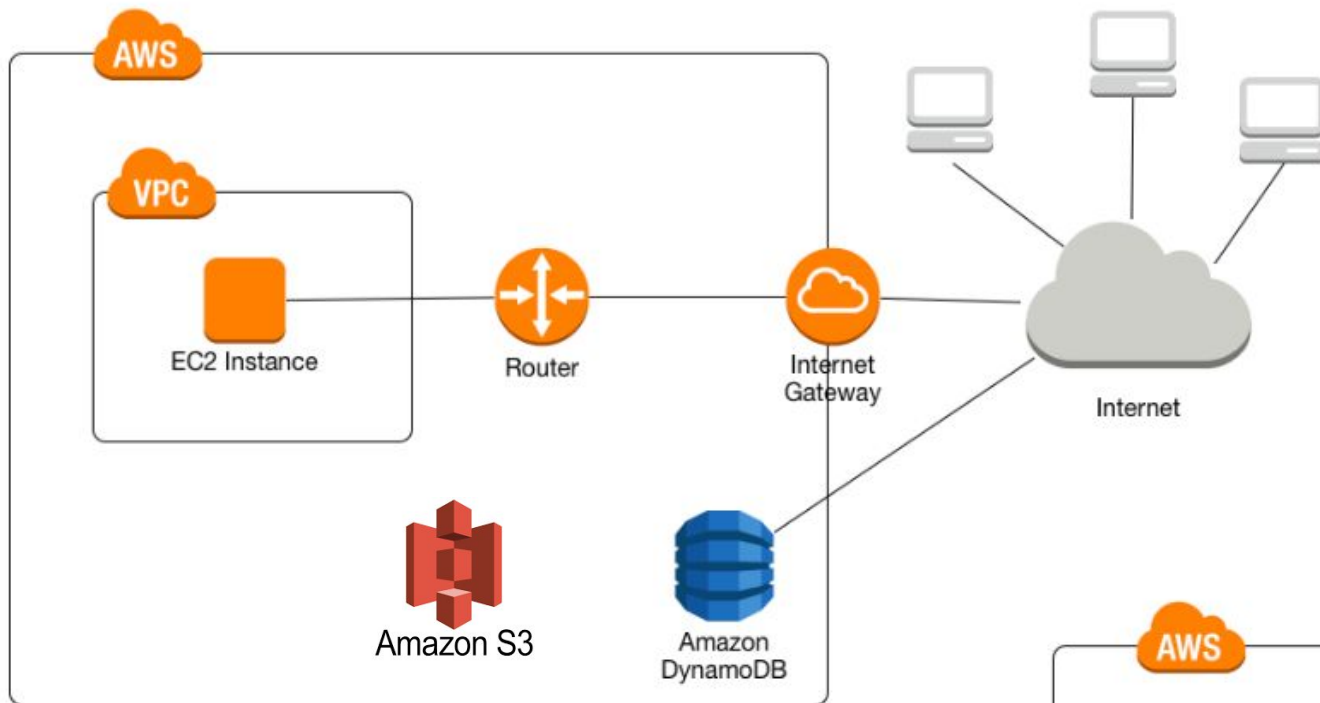 AWS
VPC
EC2 Instance
Router
Internet
Gateway
Internet
Amazon S3
Amazon
DynamoDB
AWS